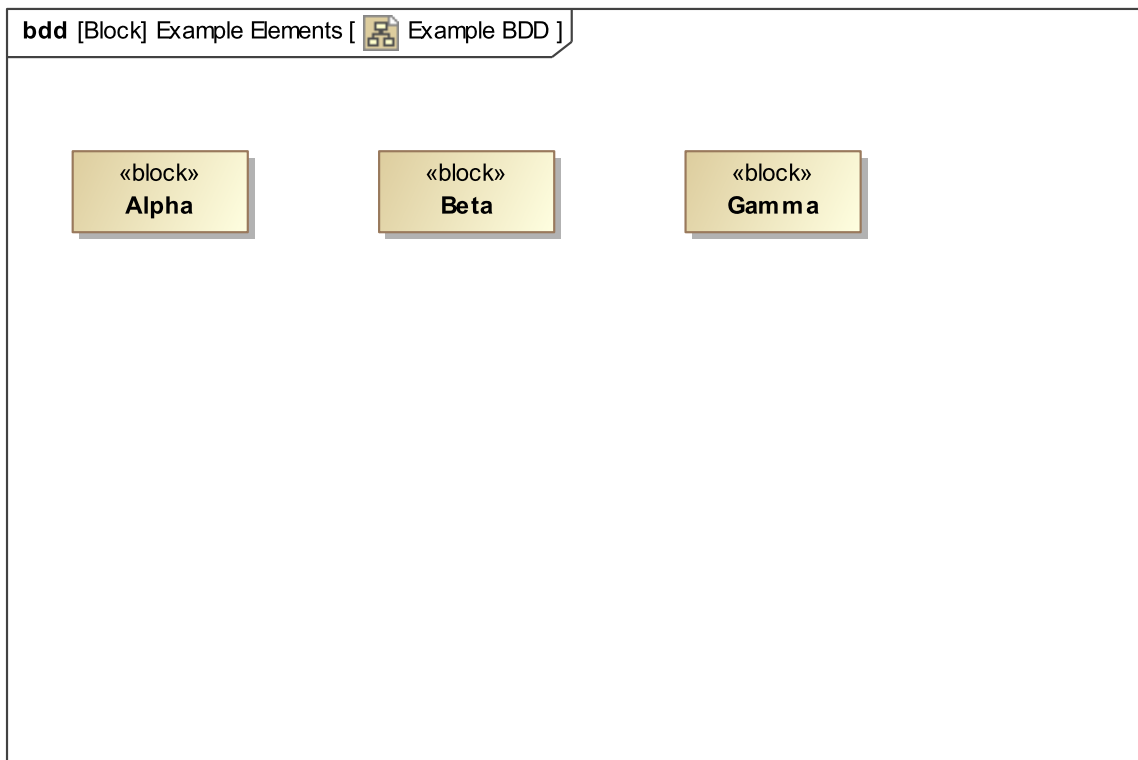 bdd [Block] Example Elements [ Example BDD ]
«block» «block» «block»
Alpha Beta Gamma